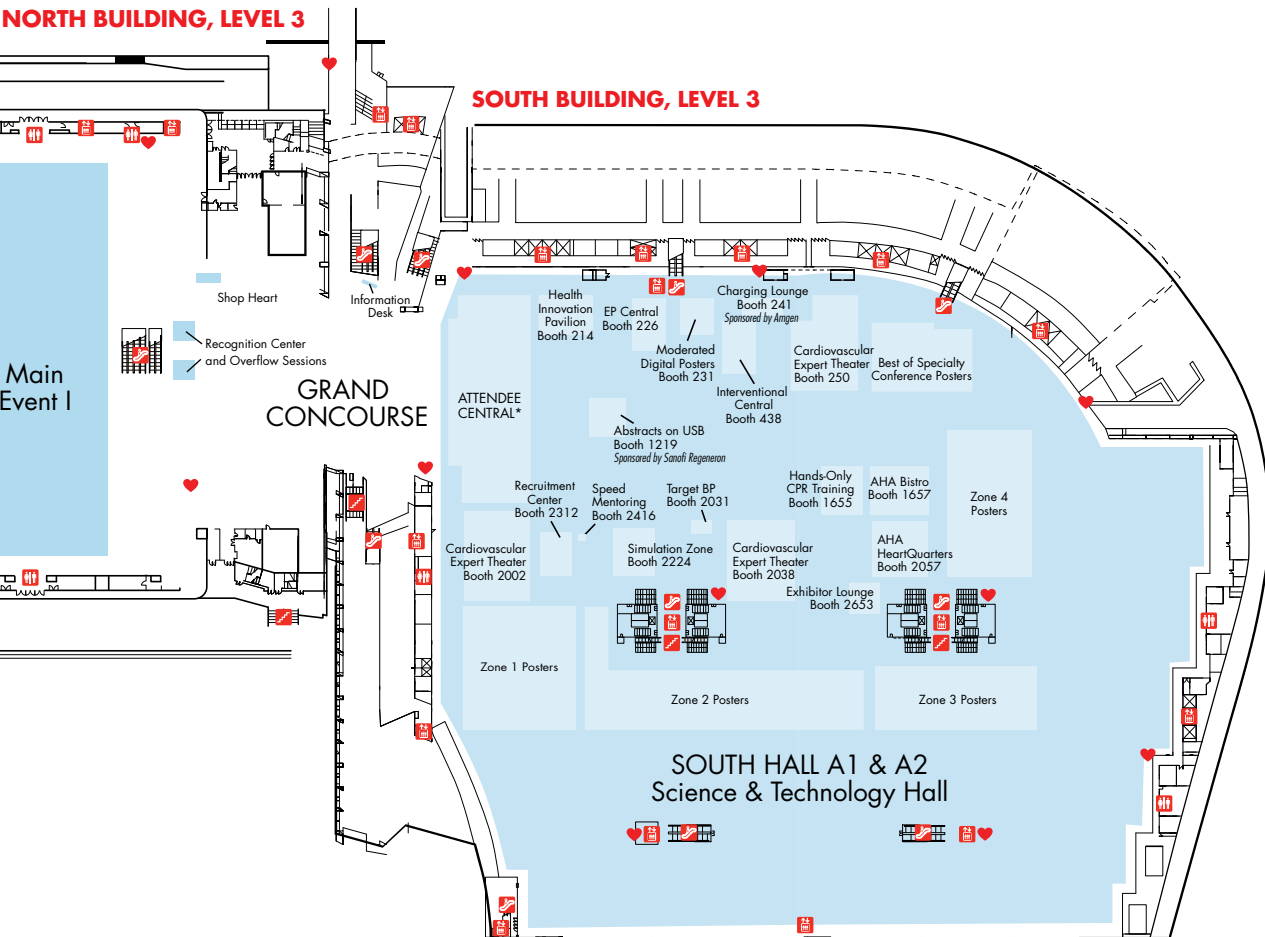 NORTH BUILDING, LEVEL 3
SOUTH BUILDING, LEVEL 3
Shop Heart
Information
Desk
Recognition Center
and Overflow Sessions
Main
Event I
GRAND
CONCOURSE
Health
Innovation
Pavilion
Booth 214
EP Central
Booth 226
Moderated
Digital Posters
Booth 231
Charging Lounge
Booth 241
Sponsored by Amgen
Interventional
Central
Booth 438
Cardiovascular
Expert Theater
Booth 250
Best of Specialty
Conference Posters
ATTENDEE
CENTRAL*
Abstracts on USB
Booth 1219
Sponsored by Sanofi Regeneron
Recruitment
Center
Booth 2312
Speed
Mentoring
Booth 2416
Target BP
Booth 2031
Hands-Only
CPR Training
Booth 1655
AHA Bistro
Booth 1657
Zone 4
Posters
Cardiovascular
Expert Theater
Booth 2002
Simulation Zone
Booth 2224
Cardiovascular
Expert Theater
Booth 2038
AHA
HeartQuarters
Booth 2057
Exhibitor Lounge
Booth 2653
Zone 1 Posters
Zone 2 Posters
Zone 3 Posters
SOUTH HALL A1 & A2
Science & Technology Hall